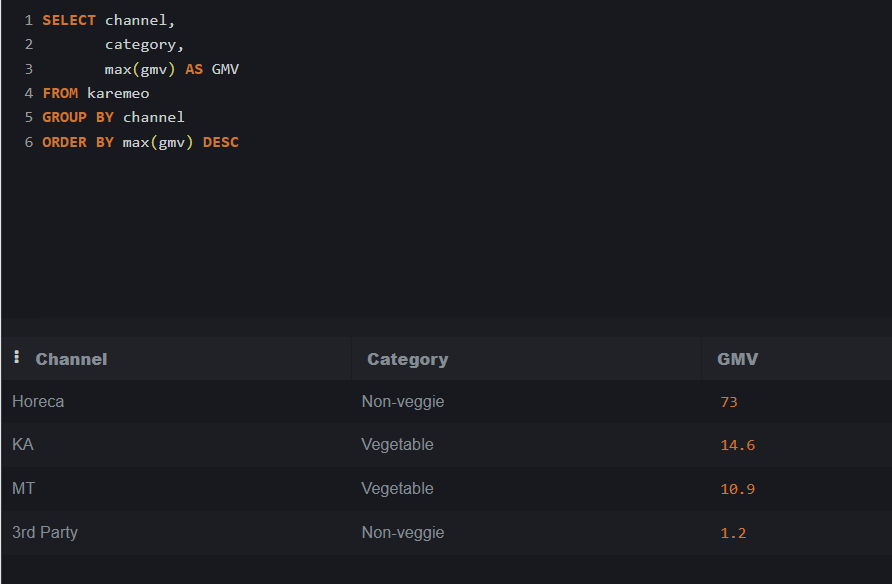 1 SELECT channel,
2        category,
3        max(gmv) AS GMV
4 FROM karemeo
5 GROUP BY channel
6 ORDER BY max(gmv) DESC
Channel Category GMV
Horeca Non-veggie 73
KA Vegetable 14.6
MT Vegetable 10.9
3rd Party Non-veggie 1.2